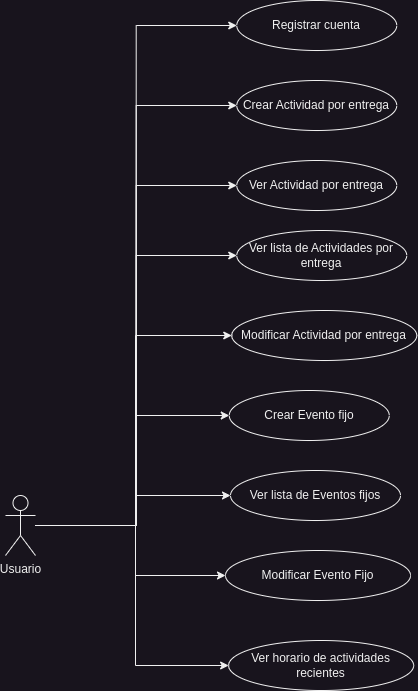 Registrar cuenta
Crear Actividad por entrega
Ver Actividad por entrega
Ver lista de Actividades por
entrega
Modificar Actividad por entrega
Crear Evento fijo
Ver lista de Eventos fijos
Usuario
Modificar Evento Fijo
Ver horario de actividades
recientes